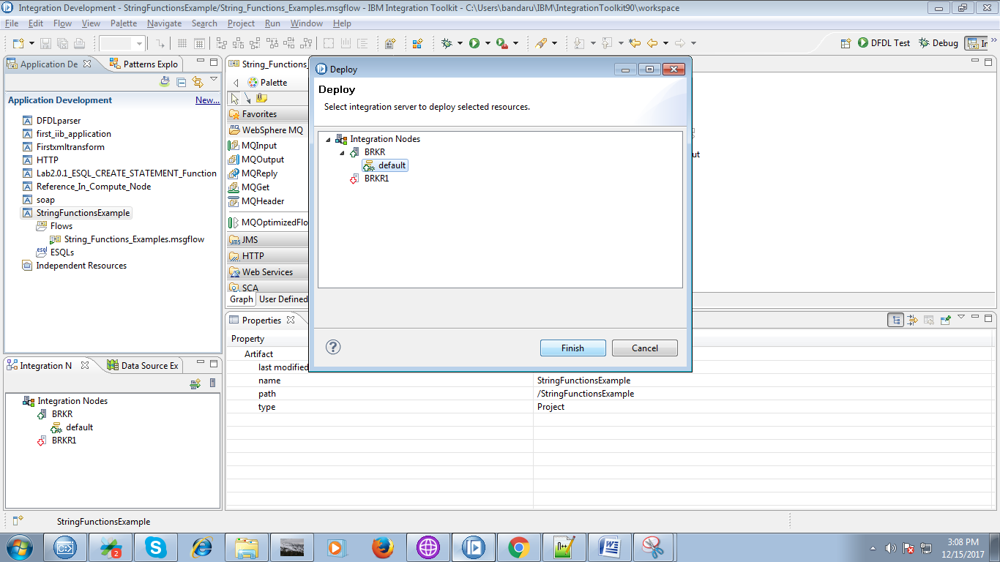 Integration Development - StringFunctionsExample/String_Functions_Examples.msgflow - IBM Integration Toolkit - C:\Users\bandaru\IBM\IntegrationToolkit90\workspace
File Edit Flow View Palette Navigate Search Project Run Window Help
DFDL Test Debug
Application De
Patterns Explo
Application Development
New...
DFDLparser
first_iib_application
Firstxmltransform
HTTP
Lab2.0.1_ESQL_CREATE_STATEMENT_Function
Reference_In_Compute_Node
soap
StringFunctionsExample
Flows
String_Functions_Examples.msgflow
ESQLs
Independent Resources
Integration N
Data Source Ex
Integration Nodes
BRKR
default
BRKR1
String_Functions_
Palette
Favorites
WebSphere MQ
MQInput
MQOutput
MQReply
MQGet
MQHeader
MQOptimizedFlo
JMS
HTTP
Web Services
SCA
Graph User Defined
ut
Deploy
Deploy
Select integration server to deploy selected resources.
Integration Nodes
BRKR
default
BRKR1
?
Finish
Cancel
Properties
Property
Artifact
last modified
name StringFunctionsExample
path /StringFunctionsExample
type Project
StringFunctionsExample
2
3:08 PM
12/15/2017